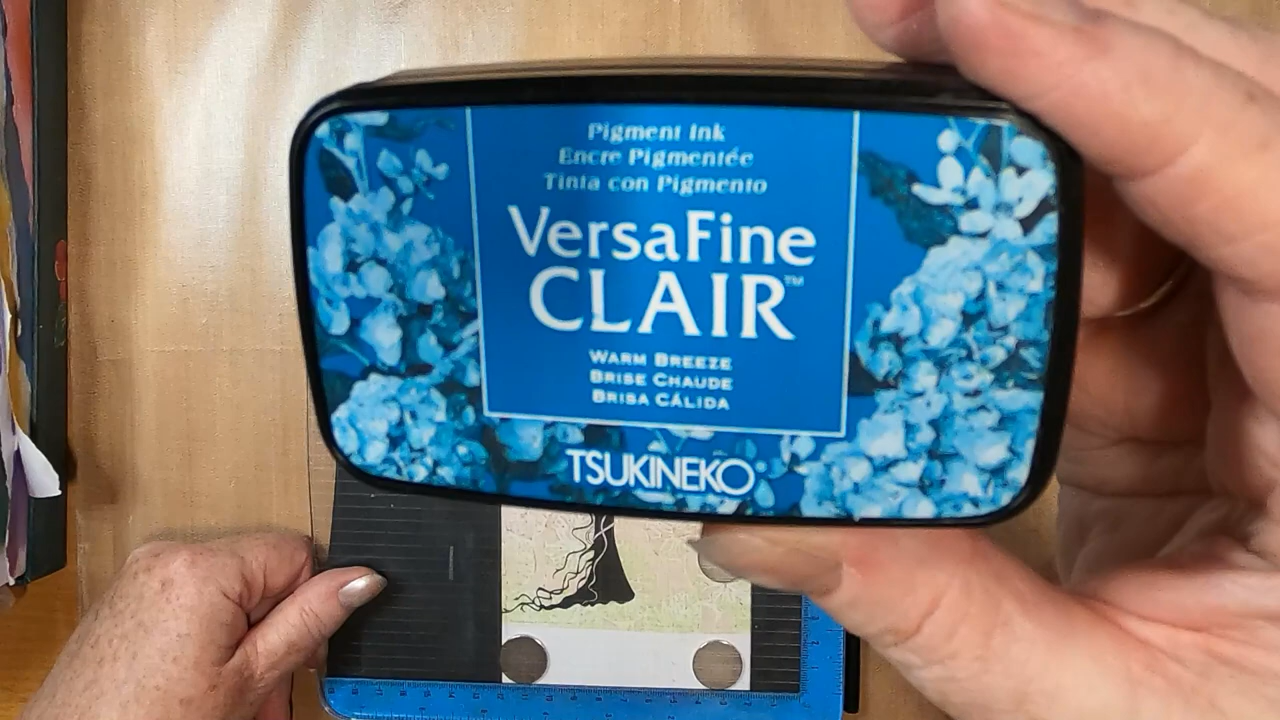 Pigment Ink
Encre Pigmentée
Tinta con Pigmento
VersaFine
CLAIR™
WARM BREEZE
BRISE CHAUDE
BRISA CÁLIDA
TSUKINEKO